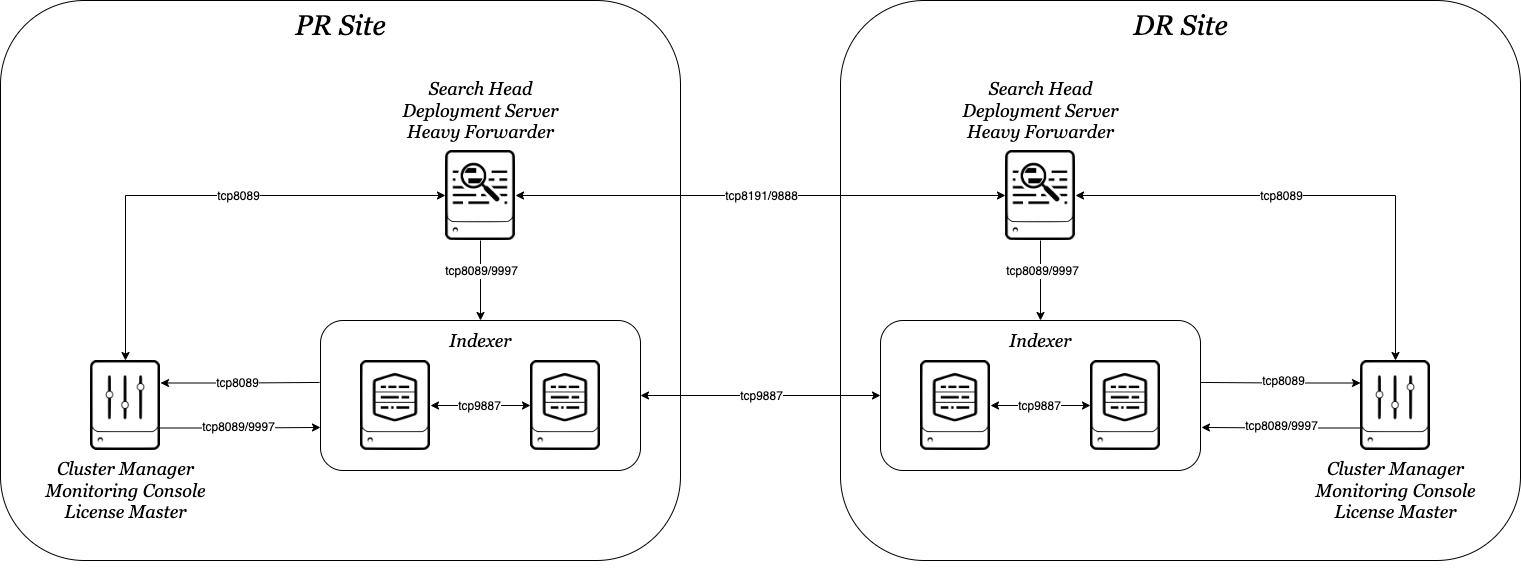 PR Site
DR Site
Search Head
Deployment Server
Heavy Forwarder
Search Head
Deployment Server
Heavy Forwarder
tcp8089
tcp8191/9888
tcp8089
tcp8089/9997
tcp8089/9997
Indexer
Indexer
tcp8089
tcp9887
tcp9887
tcp9887
tcp8089
tcp8089/9997
tcp8089/9997
Cluster Manager
Monitoring Console
License Master
Cluster Manager
Monitoring Console
License Master